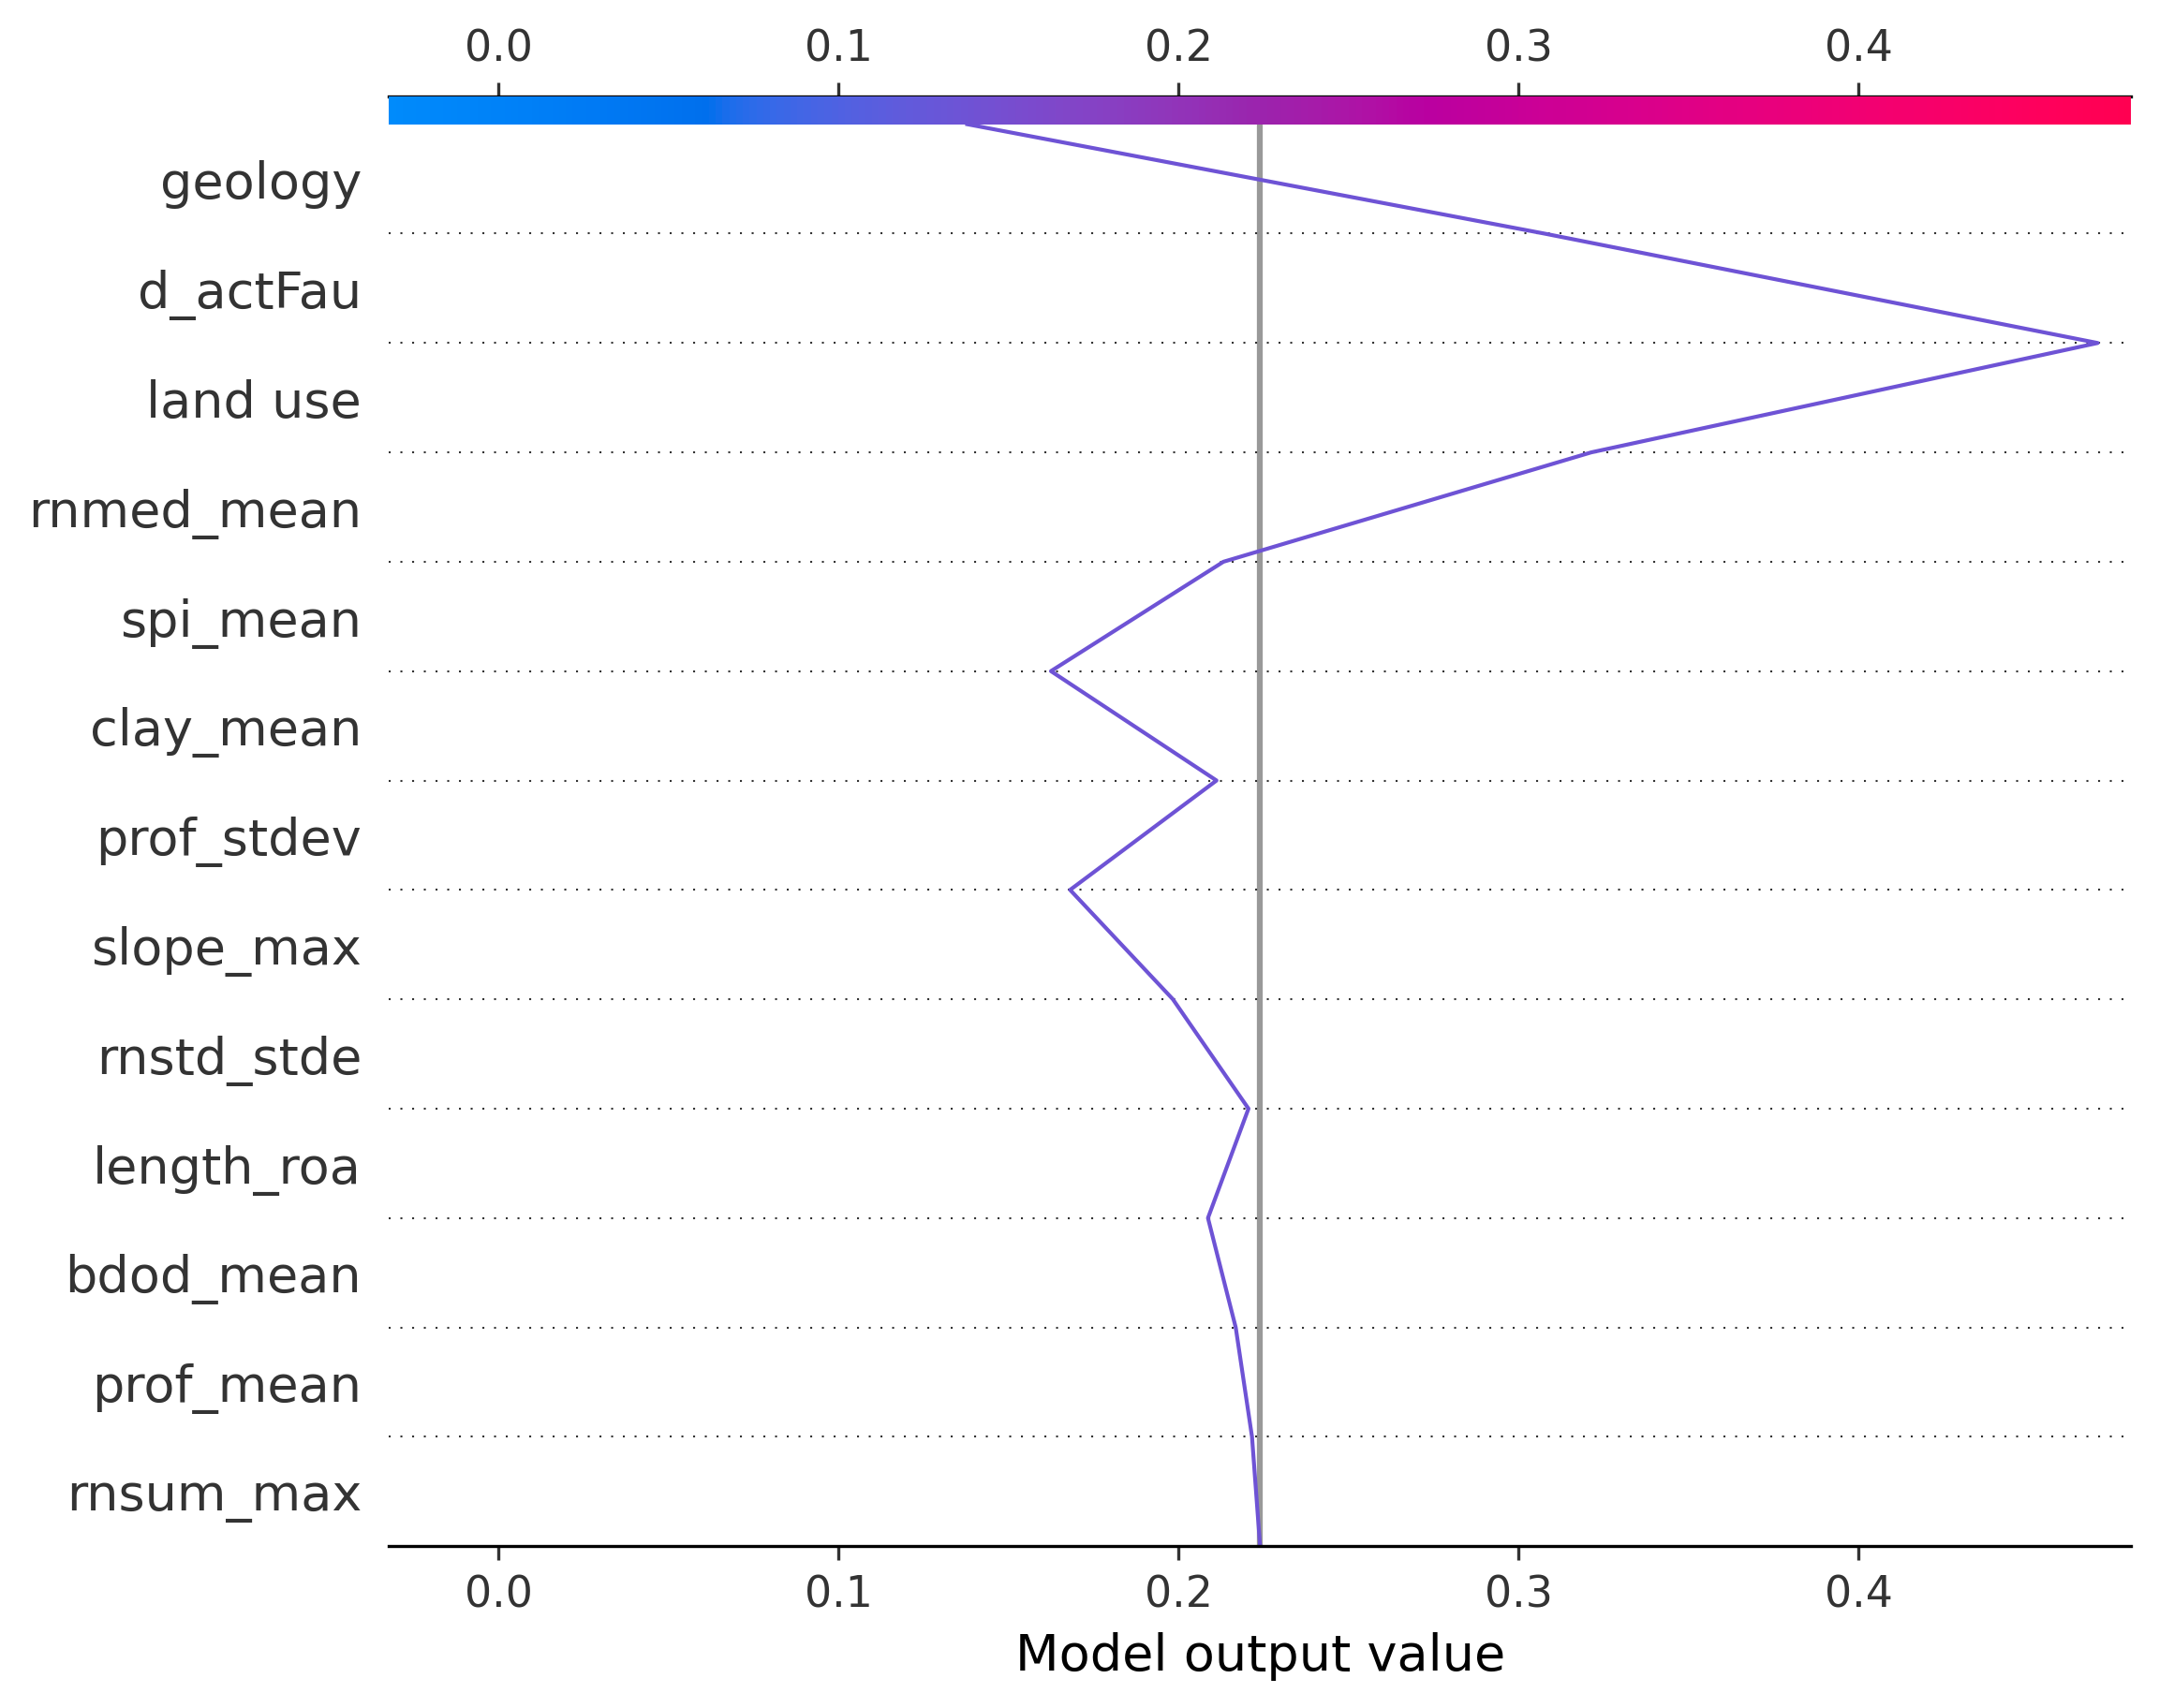 0.0 0.1 0.2 0.3 0.4
geology
d_actFau
land use
rnmed_mean
spi_mean
clay_mean
prof_stdev
slope_max
rnstd_stde
length_roa
bdod_mean
prof_mean
rnsum_max
0.0 0.1 0.2 0.3 0.4
Model output value